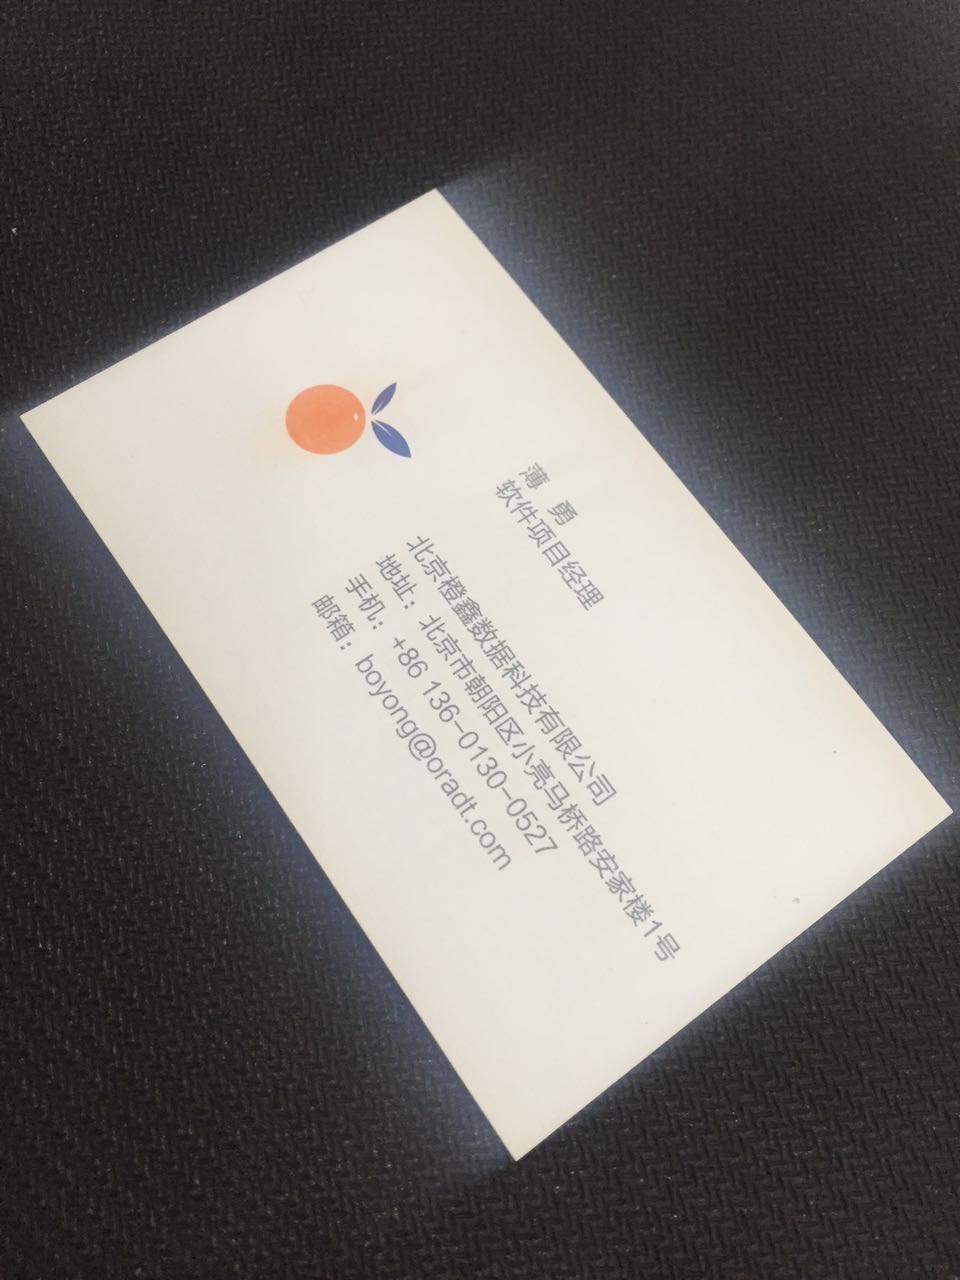 薄 勇
软件项目经理
北京橙鑫数据科技有限公司
地址：北京市朝阳区小亮马桥路安家楼1号
手机：+86 136-0130-0527
邮箱：boyong@oradt.com